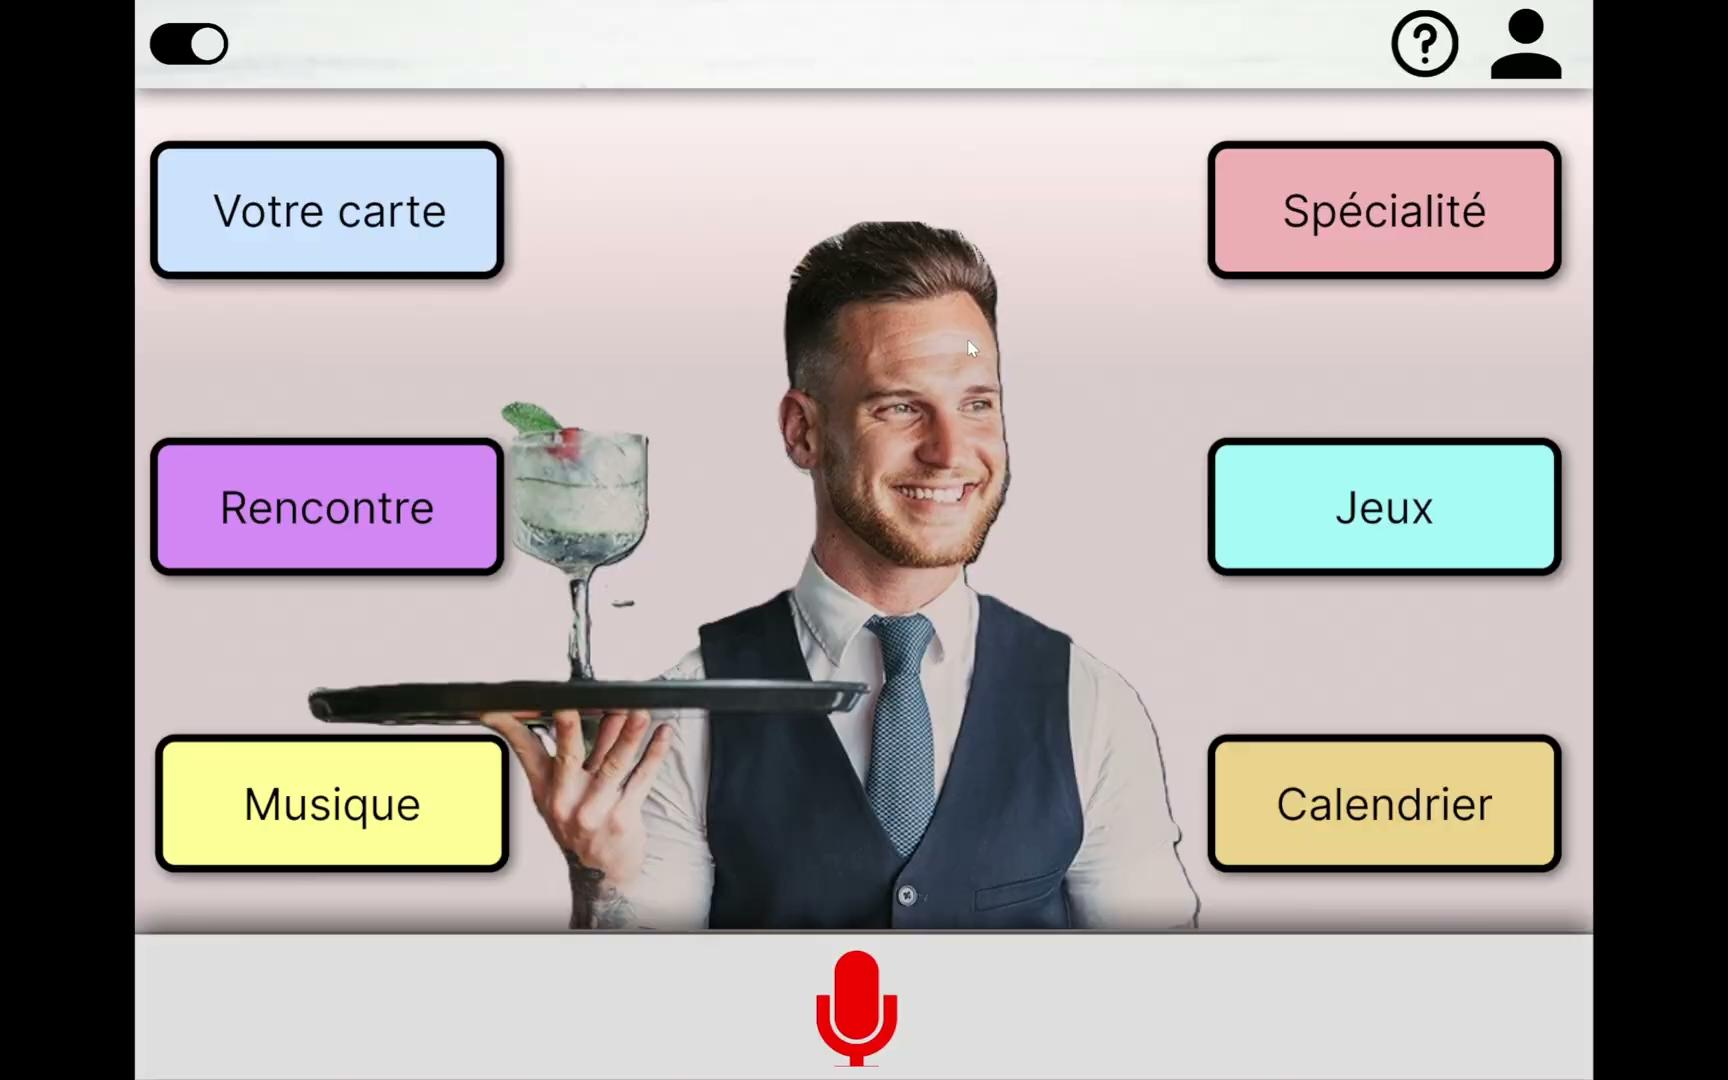 Votre carte
Spécialité
Rencontre
Jeux
Musique
Calendrier